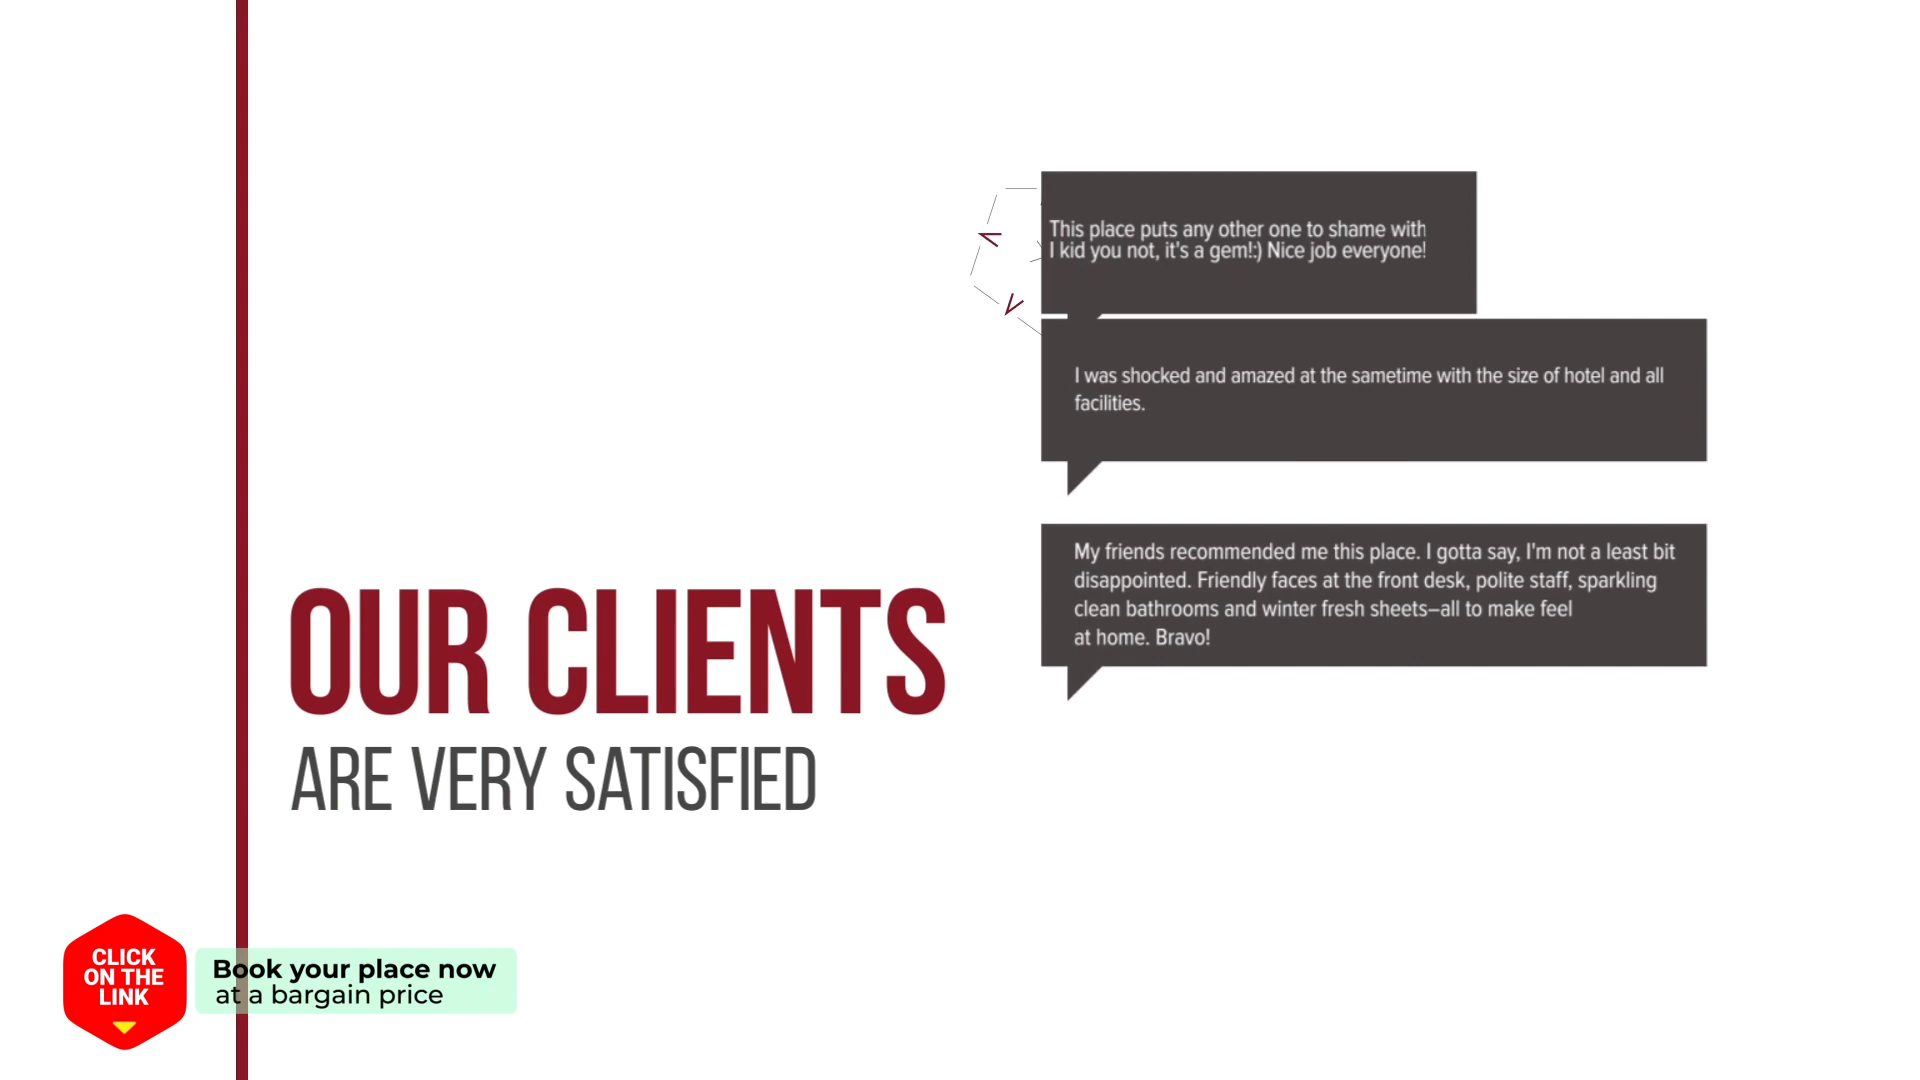 This place puts any other one to shame with
I kid you not, it's a gem!:) Nice job everyone!
I was shocked and amazed at the sametime with the size of hotel and all
facilities.
My friends recommended me this place. I gotta say, I'm not a least bit
disappointed. Friendly faces at the front desk, polite staff, sparkling
clean bathrooms and winter fresh sheets–all to make feel
at home. Bravo!
OUR CLIENTS
ARE VERY SATISFIED
CLICK
ON THE
LINK
Book your place now
at a bargain price